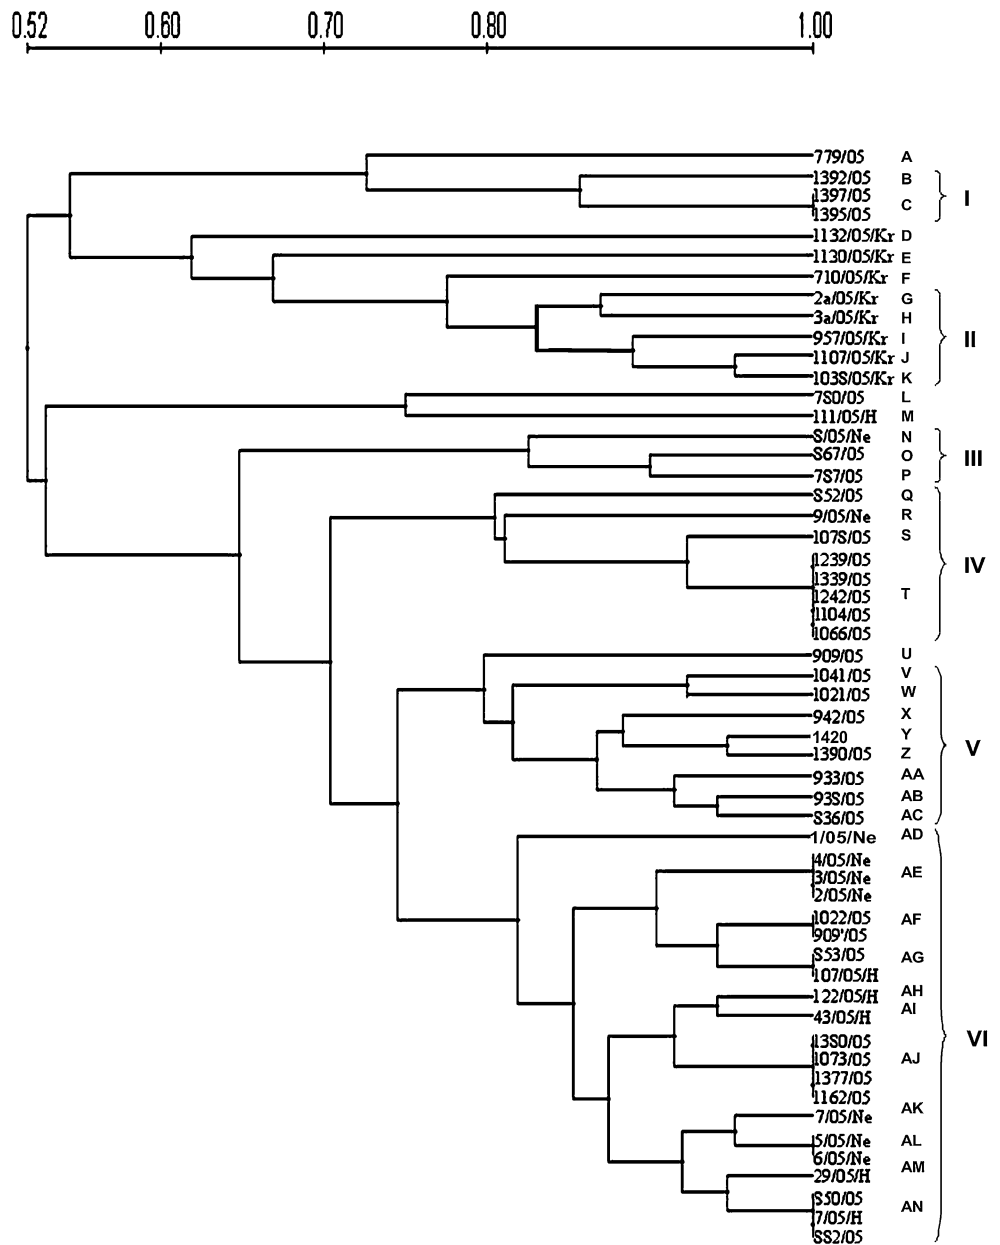 0.52 0.60 0.70 0.80 1.00
779/05 A
1392/05 B
1397/05
C
1395/05
I
1132/05/Kr D
1130/05/Kr E
710/05/Kr F
2a/05/Kr G
3a/05/Kr H
957/05/Kr I
II
1107/05/Kr J
1038/05/Kr K
780/05 L
111/05/H M
8/05/Ne N
867/05 O
III
787/05 P
852/05 Q
9/05/Ne R
1078/05 S
1239/05
IV
1339/05
1242/05 T
1104/05
1066/05
909/05 U
1041/05 V
1021/05 W
942/05 X
1420 Y
V
1390/05 Z
933/05 AA
938/05 AB
836/05 AC
1/05/Ne AD
4/05/Ne
3/05/Ne AE
2/05/Ne
1022/05 AF
909'/05
853/05 AG
107/05/H
122/05/H AH
43/05/H AI
1380/05
VI
1073/05 AJ
1377/05
1162/05
7/05/Ne AK
5/05/Ne AL
6/05/Ne
29/05/H AM
850/05
7/05/H AN
882/05